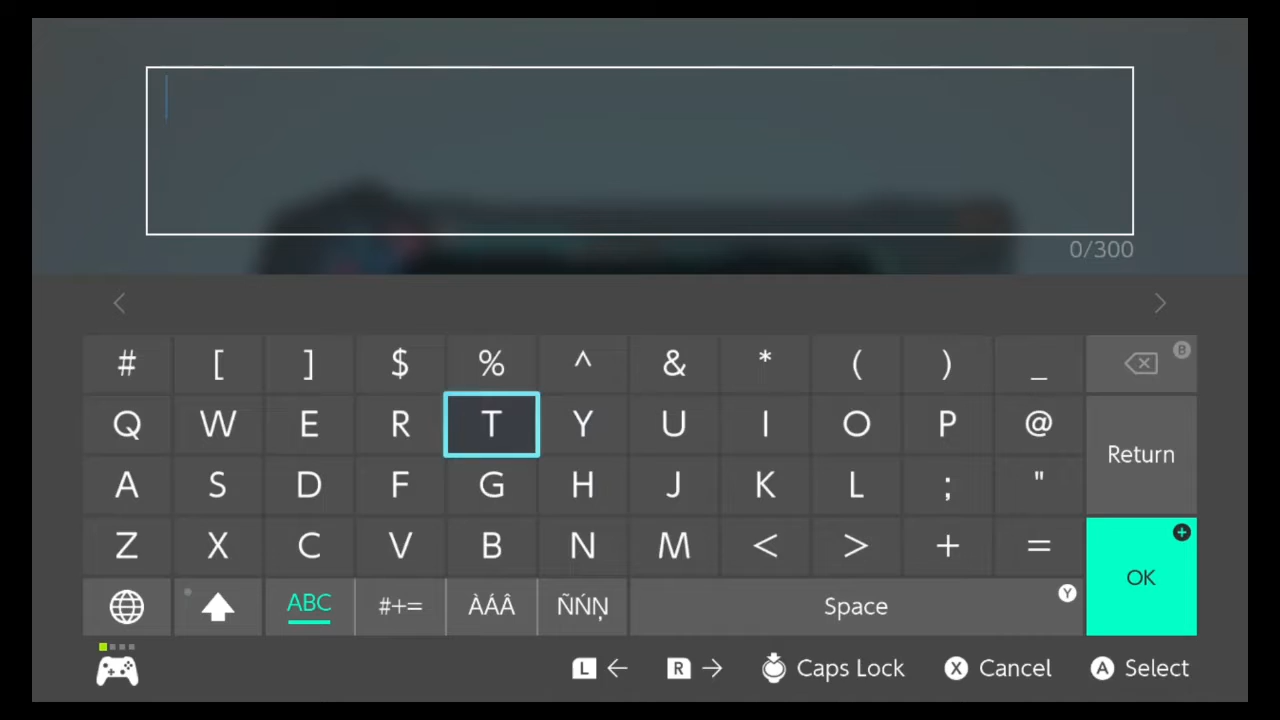 0/300
# [ ] $ % ^ & * ( ) _ B
Q W E R T Y U I O P @ Return
A S D F G H J K L ; "
Z X C V B N M < > + = OK
ABC #+= ÀÁÂ ÑŃŅ Space Y
L ← R → Caps Lock X Cancel A Select